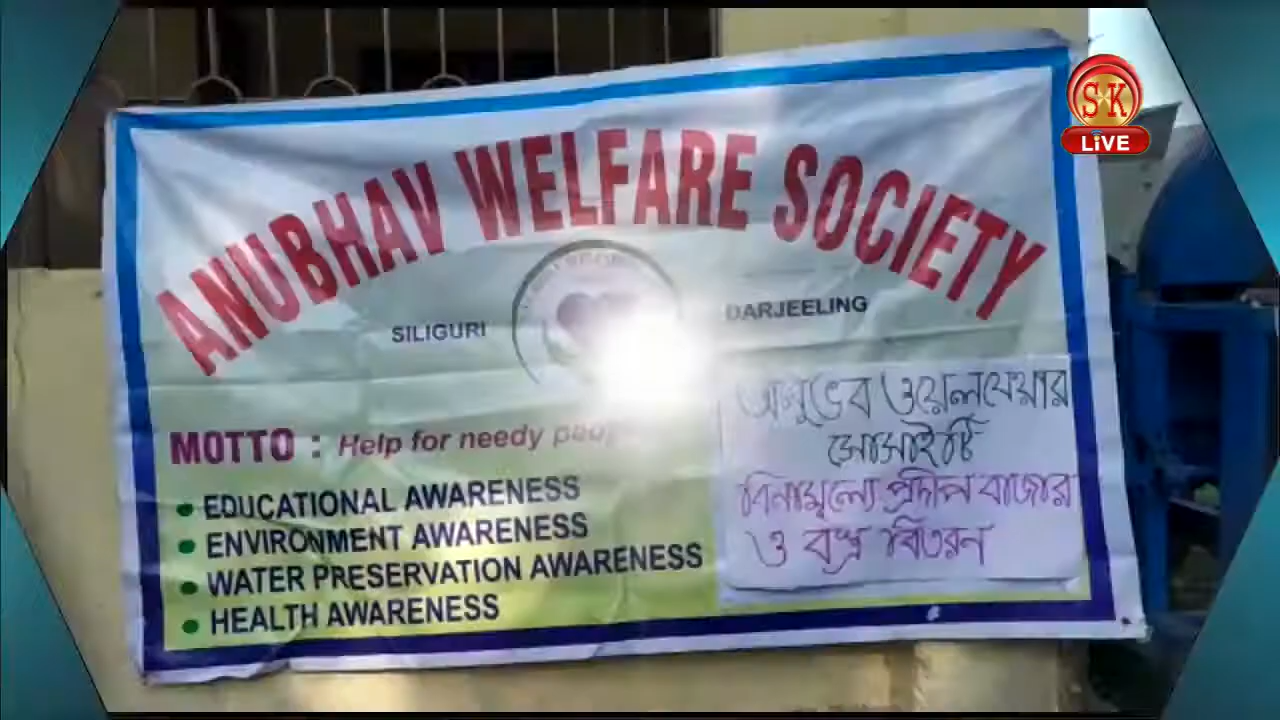 SK
LiVE
ANUBHAV WELFARE SOCIETY
SILIGURI
DARJEELING
MOTTO : Help for needy
• EDUCATIONAL AWARENESS
• ENVIRONMENT AWARENESS
• WATER PRESERVATION AWARENESS
• HEALTH AWARENESS
অনুভব ওয়েলফেয়ার
সোসাইটি
বিনামূল্যে প্রদীপ বাজার
ও বস্ত্র বিতরন